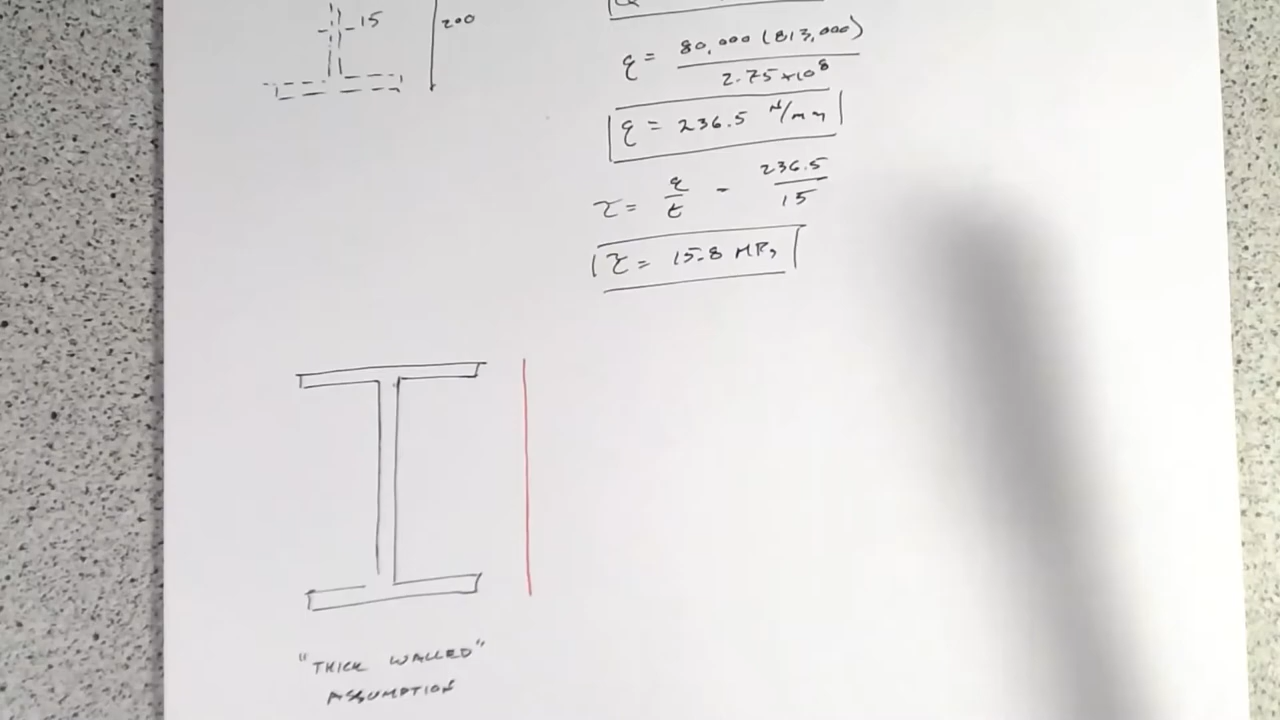 15
200
q = 80,000 (813,000)
2.75 × 10⁸
q = 236.5 N/mm
τ = q/t = 236.5/15
τ = 15.8 MPa
"THICK WALLED"
ASSUMPTION